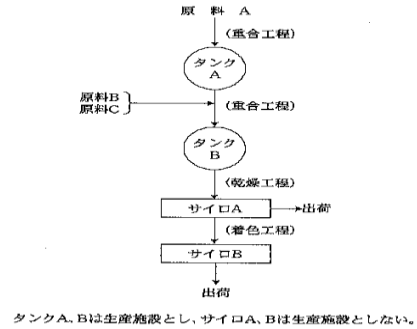 原料A
(重合工程)
タンク
A
原料B
原料C
(重合工程)
タンク
B
(乾燥工程)
サイロA
出荷
(着色工程)
サイロB
出荷
タンクA、Bは生産施設とし、サイロA、Bは生産施設としない。